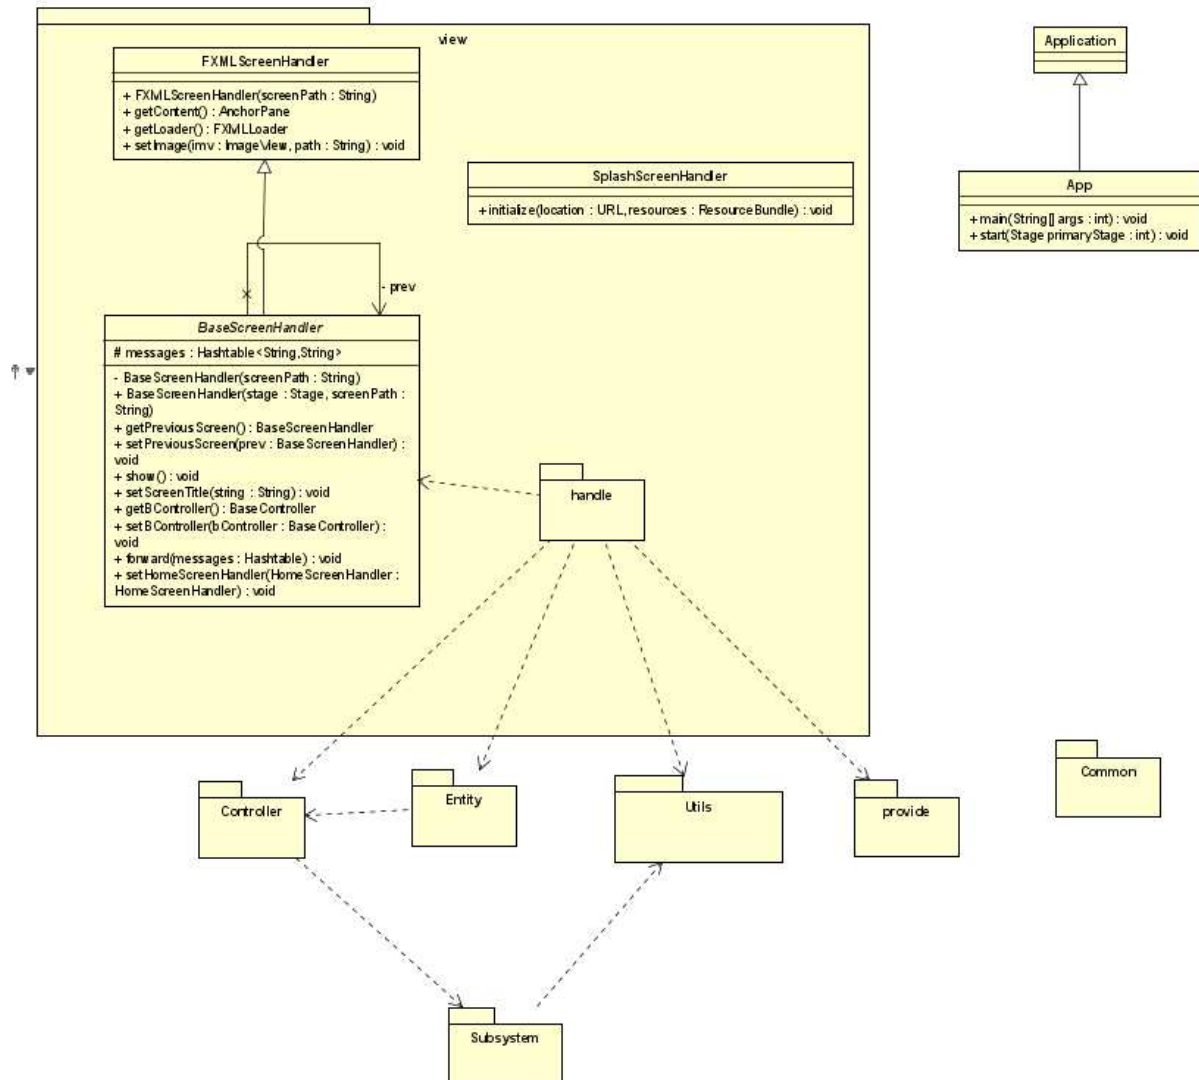 view
FXMLScreenHandler
+ FXMLScreenHandler(screenPath : String)
+ getContent() : AnchorPane
+ getLoader() : FXMLLoader
+ setImage(imv : ImageView, path : String) : void
SplashScreenHandler
+initialize(location : URL,resources : ResourceBundle) : void
Application
App
+main(String[] args : int) : void
+start(Stage primaryStage : int) : void
- prev
BaseScreenHandler
# messages : Hashtable<String,String>
- BaseScreenHandler(screenPath : String)
+ BaseScreenHandler(stage : Stage, screenPath :
String)
+ getPreviousScreen() : BaseScreenHandler
+ setPreviousScreen(prev : BaseScreenHandler) :
void
+ show() : void
+ setScreenTitle(string : String) : void
+ getBController() : BaseController
+ setBController(bController : BaseController) :
void
+ forward(messages : Hashtable) : void
+ setHomeScreenHandler(HomeScreenHandler :
HomeScreenHandler) : void
handle
Controller
Entity
Utils
provide
Common
Subsystem